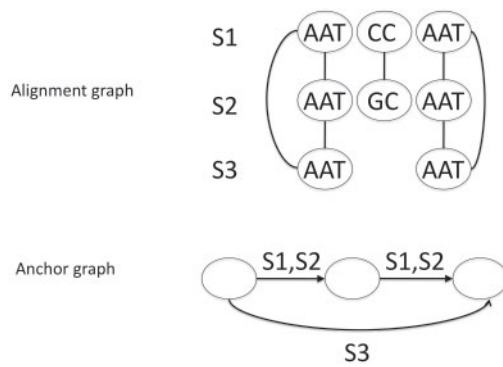 S1 AAT CC AAT
Alignment graph
S2 AAT GC AAT
S3 AAT AAT
Anchor graph
S1,S2 S1,S2
S3